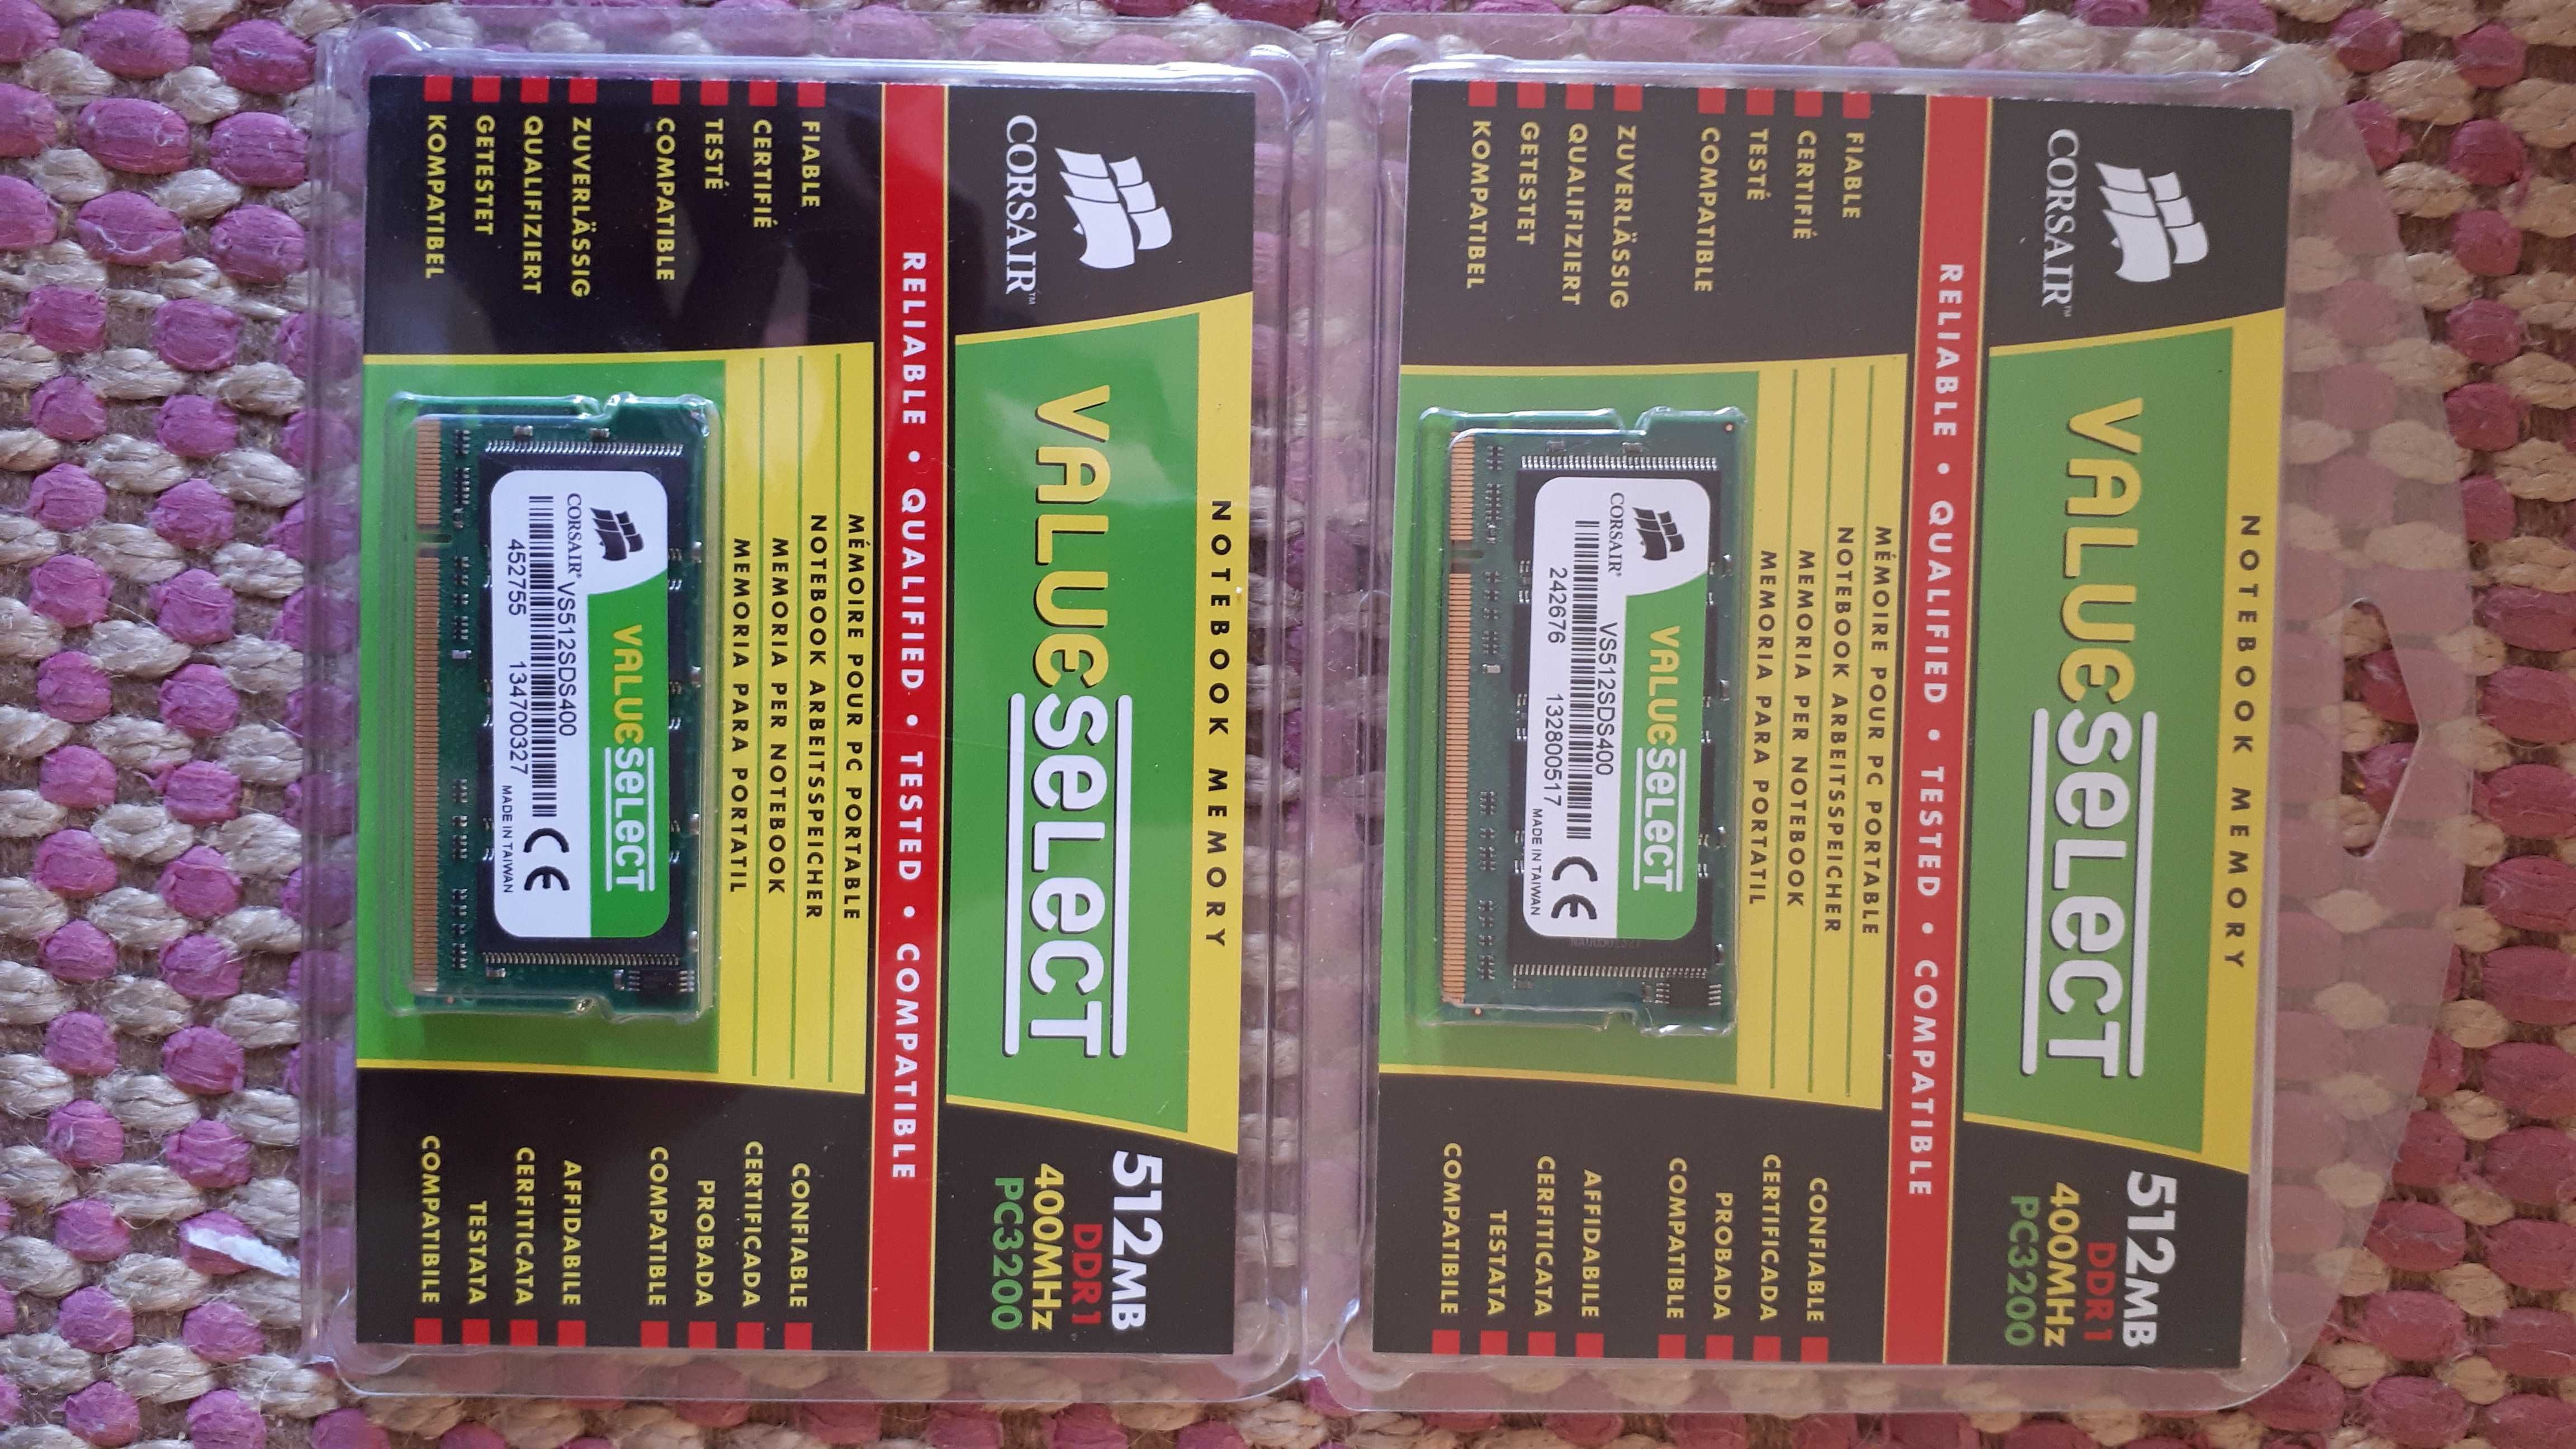 NOTEBOOK MEMORY
CORSAIR™
VALUESELECT
512MB
DDR1
400MHz
PC3200
RELIABLE • QUALIFIED • TESTED • COMPATIBLE
FIABLE
CERTIFIÉ
TESTÉ
COMPATIBLE
ZUVERLÄSSIG
QUALIFIZIERT
GETESTET
KOMPATIBEL
MÉMOIRE POUR PC PORTABLE
NOTEBOOK ARBEITSSPEICHER
MEMORIA PER NOTEBOOK
MEMORIA PARA PORTATIL
VALUESELECT
CORSAIR® VS512SDS400
242676 132800517 MADE IN TAIWAN
CE
CONFIABLE
CERTIFICADA
PROBADA
COMPATIBLE
AFFIDABILE
CERFITICATA
TESTATA
COMPATIBILE
NOTEBOOK MEMORY
CORSAIR™
VALUESELECT
512MB
DDR1
400MHz
PC3200
RELIABLE • QUALIFIED • TESTED • COMPATIBLE
FIABLE
CERTIFIÉ
TESTÉ
COMPATIBLE
ZUVERLÄSSIG
QUALIFIZIERT
GETESTET
KOMPATIBEL
MÉMOIRE POUR PC PORTABLE
NOTEBOOK ARBEITSSPEICHER
MEMORIA PER NOTEBOOK
MEMORIA PARA PORTATIL
VALUESELECT
CORSAIR® VS512SDS400
452755 134700327 MADE IN TAIWAN
CE
CONFIABLE
CERTIFICADA
PROBADA
COMPATIBLE
AFFIDABILE
CERFITICATA
TESTATA
COMPATIBILE